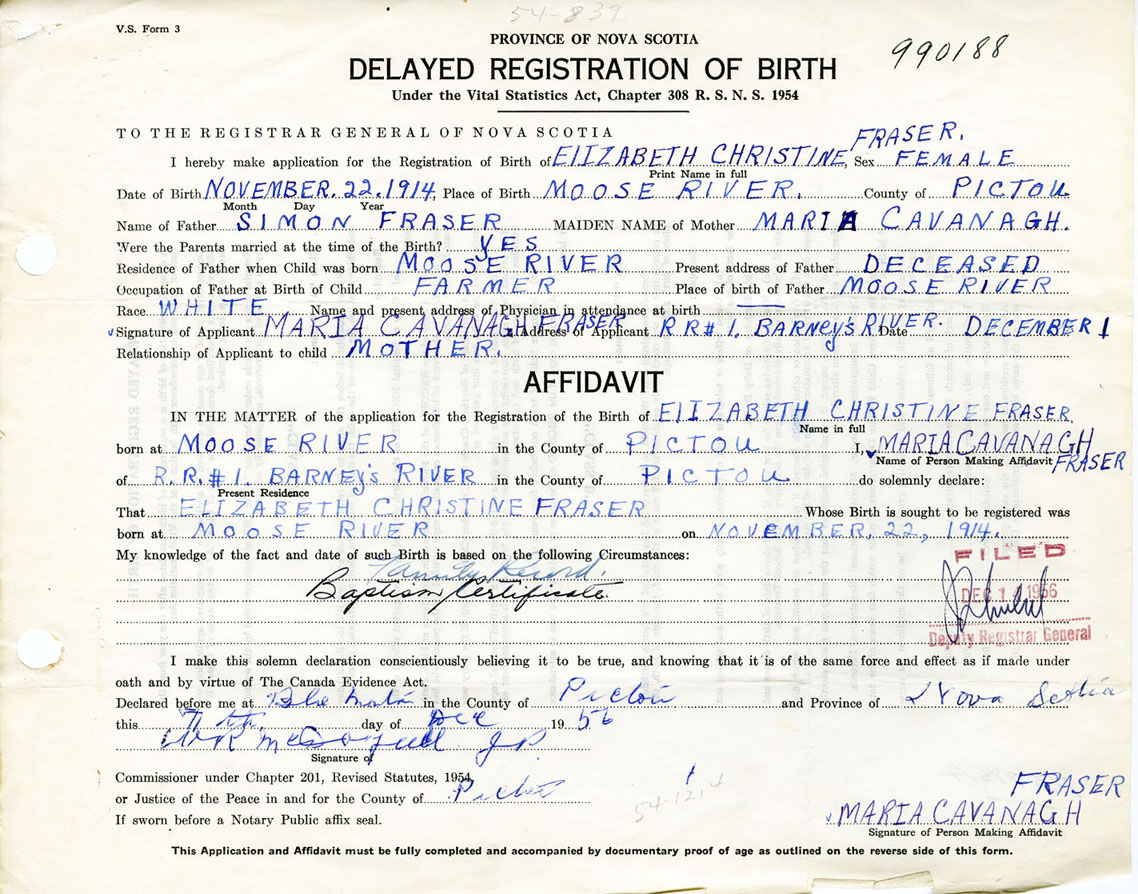 54-839
V.S. Form 3
PROVINCE OF NOVA SCOTIA
990188
DELAYED REGISTRATION OF BIRTH
Under the Vital Statistics Act, Chapter 308 R. S. N. S. 1954
TO THE REGISTRAR GENERAL OF NOVA SCOTIA
FRASER.
I hereby make application for the Registration of Birth of ElIZABETH CHRISTINE, Sex FEMALE
Print Name in full
Date of Birth NOVEMBER. 22. 1914, Place of Birth MOOSE RIVER. County of PICTOU
Month Day Year
Name of Father SIMON FRASER MAIDEN NAME of Mother MARIA CAVANAGH.
Were the Parents married at the time of the Birth? YES
Residence of Father when Child was born MOOSE RIVER Present address of Father DECEASED
Occupation of Father at Birth of Child FARMER Place of birth of Father MOOSE RIVER
Race WHITE Name and present address of Physician in attendance at birth
Signature of Applicant MARIA CAVANAGH FRASER Address of Applicant RR# 1. BARNEY'S RIVER. Date DECEMBER 1
Relationship of Applicant to child MOTHER.
AFFIDAVIT
IN THE MATTER of the application for the Registration of the Birth of ElIZABETH CHRISTINE FRASER
Name in full
born at MOOSE RIVER in the County of PICTOU I, MARIA CAVANAGH
Name of Person Making Affidavit FRASER
of R.R.# 1. BARNEY'S RIVER in the County of PICTOU do solemnly declare:
Present Residence
That ELIZABETH CHRISTINE FRASER Whose Birth is sought to be registered was
born at MOOSE RIVER on NOVEMBER, 22, 1914.
My knowledge of the fact and date of such Birth is based on the following Circumstances:
FILED
Family Record.
Baptism Certificate
DEC 1 1956
Deputy Registrar General
I make this solemn declaration conscientiously believing it to be true, and knowing that it is of the same force and effect as if made under
oath and by virtue of The Canada Evidence Act.
Declared before me at in the County of Pictou and Province of Nova Scotia
this 7th day of Dec 19 56
J P
Signature of
Commissioner under Chapter 201, Revised Statutes, 1954,
or Justice of the Peace in and for the County of Pictou
54-1214
FRASER
If sworn before a Notary Public affix seal.
MARIA CAVANAGH
Signature of Person Making Affidavit
This Application and Affidavit must be fully completed and accompanied by documentary proof of age as outlined on the reverse side of this form.